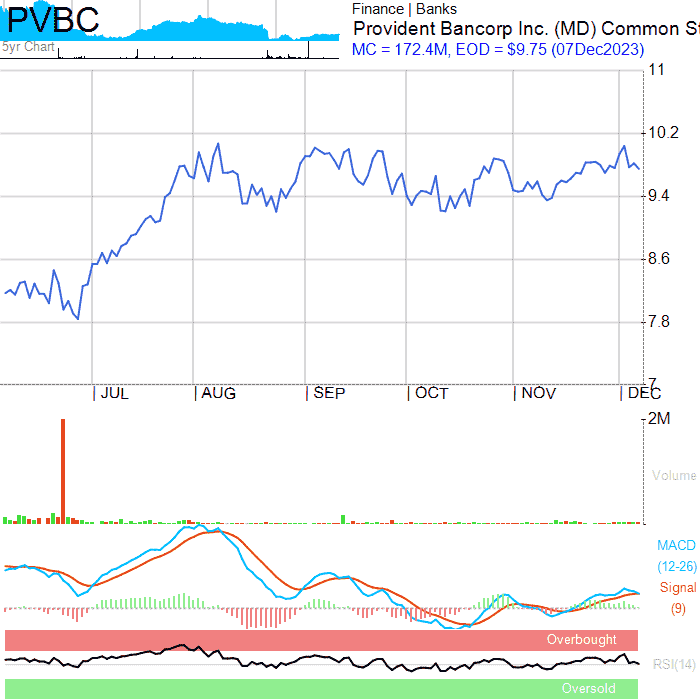 PVBC
5yr Chart
Finance | Banks
Provident Bancorp Inc. (MD) Common St
MC = 172.4M, EOD = $9.75 (07Dec2023)
11
10.2
9.4
8.6
7.8
7
JUL AUG SEP OCT NOV DEC
2M
Volume
MACD
(12-26)
Signal
(9)
Overbought
RSI(14)
Oversold